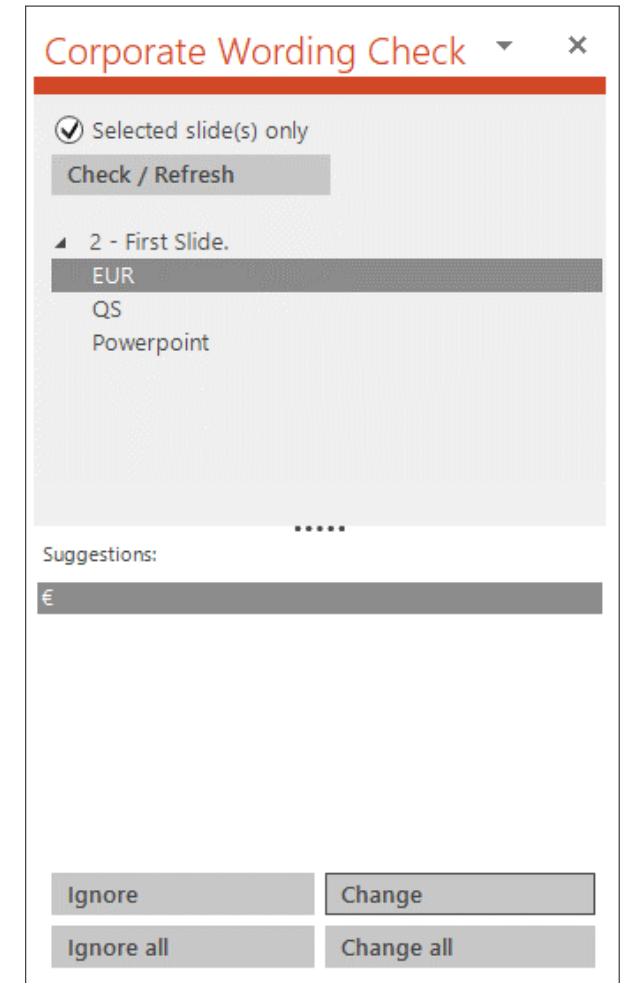 Corporate Wording Check
Selected slide(s) only
Check / Refresh
2 - First Slide.
EUR
QS
Powerpoint
Suggestions:
€
Ignore Change
Ignore all Change all